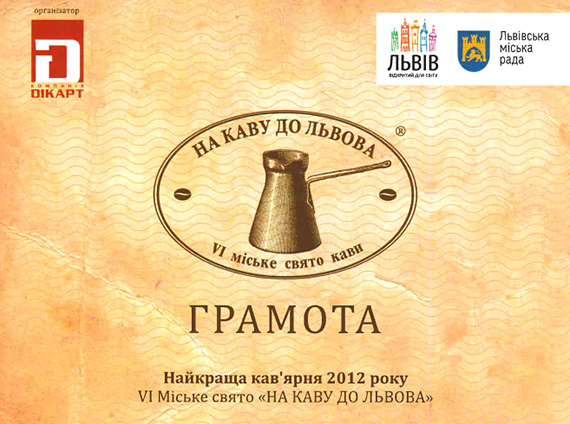 організатор
КОМПАНІЯ
DIКАРТ
ЛЬВІВ
ВІДКРИТИЙ ДЛЯ СВІТУ
Львівська
міська
рада
НА КАВУ ДО ЛЬВОВА
®
VI міське свято кави
ГРАМОТА
Найкраща кав'ярня 2012 року
VI Міське свято «НА КАВУ ДО ЛЬВОВА»